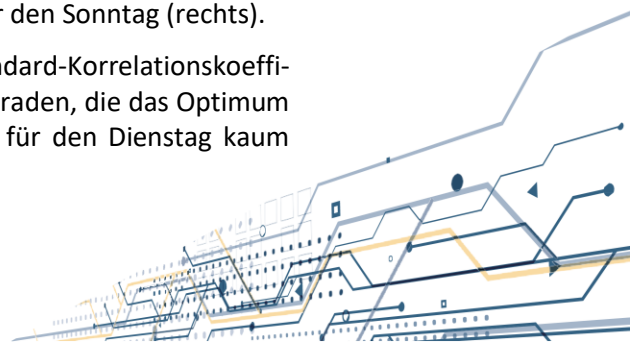 r den Sonntag (rechts).
ndard-Korrelationskoeffi-
raden, die das Optimum
für den Dienstag kaum